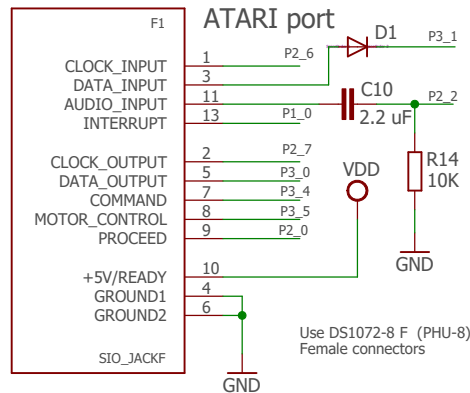 F1
ATARI port
D1
P3_1
CLOCK_INPUT 1 P2_6
DATA_INPUT 3
C10
AUDIO_INPUT 11 P2_2
2.2 uF
INTERRUPT 13 P1_0
CLOCK_OUTPUT 2 P2_7
DATA_OUTPUT 5 P3_0
VDD
R14
10K
COMMAND 7 P3_4
MOTOR_CONTROL 8 P3_5
PROCEED 9 P2_0
+5V/READY 10
GND
GROUND1 4
GROUND2 6
Use DS1072-8 F (PHU-8)
Female connectors
SIO_JACKF
GND